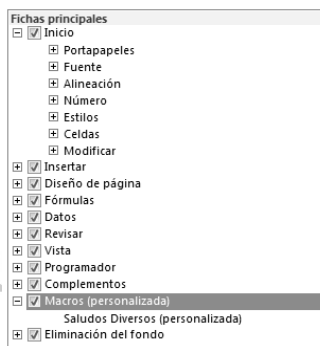 Fichas principales
Inicio
Portapapeles
Fuente
Alineación
Número
Estilos
Celdas
Modificar
Insertar
Diseño de página
Fórmulas
Datos
Revisar
Vista
Programador
Complementos
Macros (personalizada)
Saludos Diversos (personalizada)
Eliminación del fondo